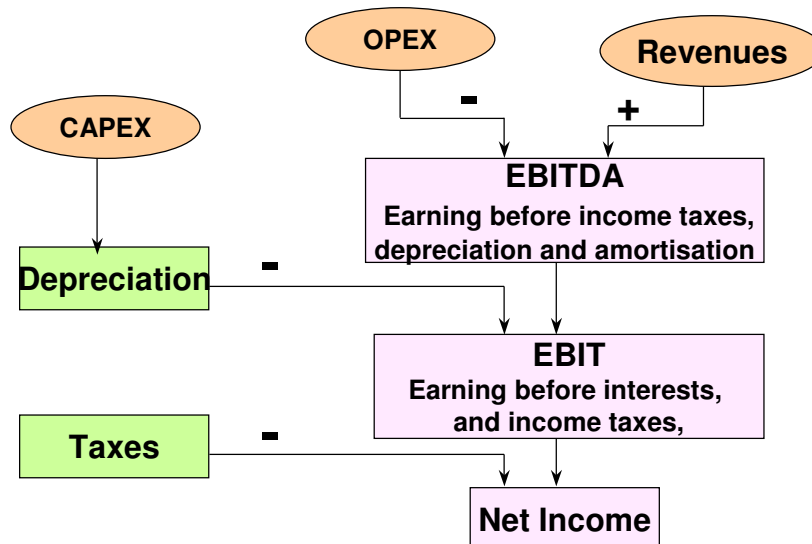 OPEX
Revenues
-
+
CAPEX
EBITDA
Earning before income taxes,
depreciation and amortisation
Depreciation
-
EBIT
Earning before interests,
and income taxes,
Taxes
-
Net Income